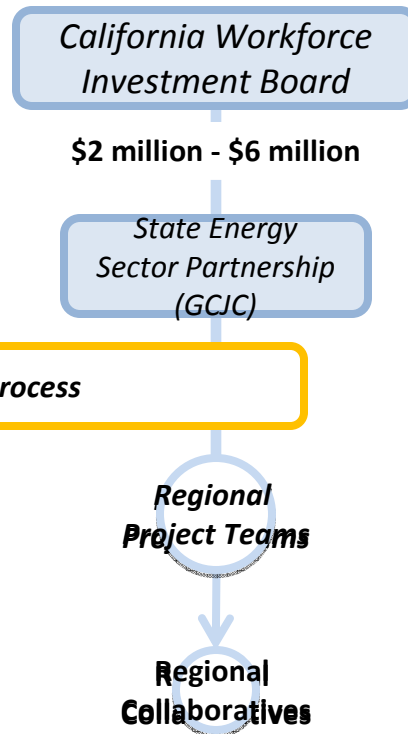 California Workforce
Investment Board
$2 million - $6 million
State Energy
Sector Partnership
(GCJC)
rocess
Regional
Project Teams
Regional
Collaboratives